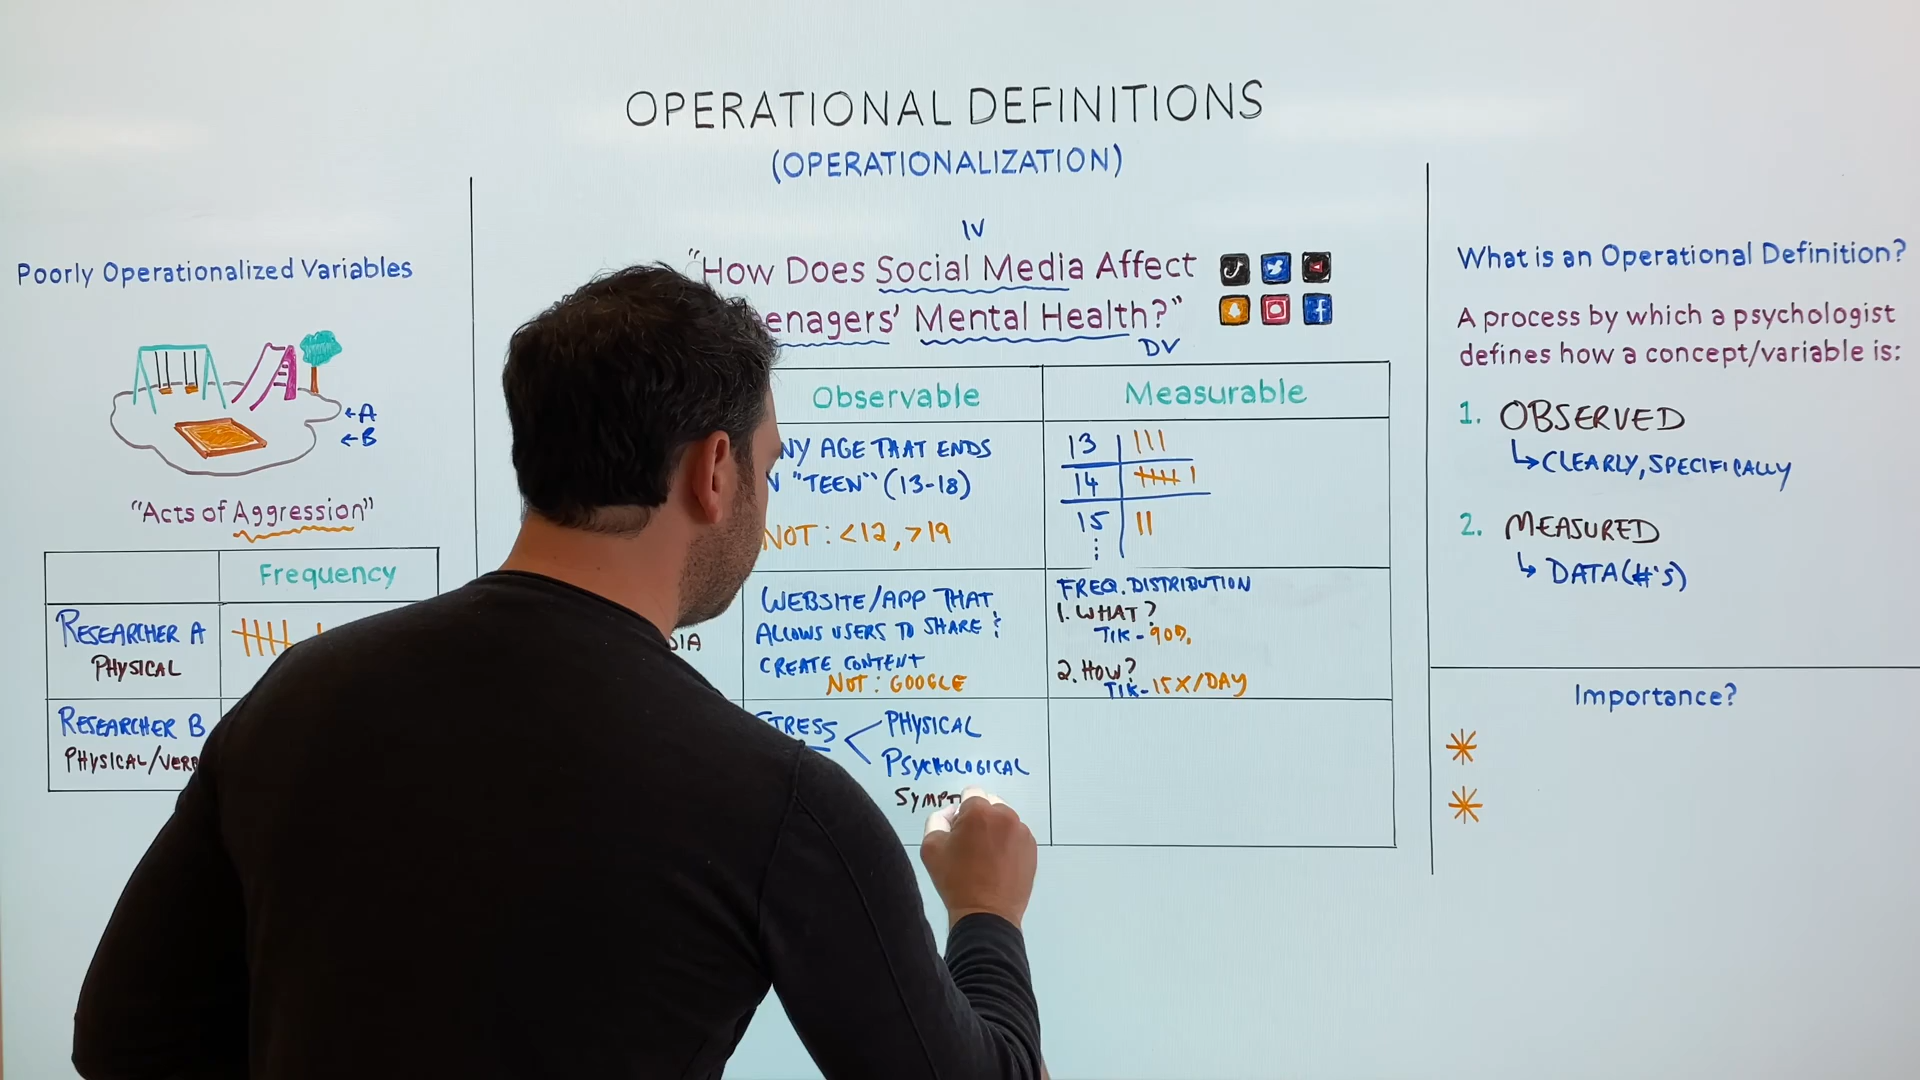 OPERATIONAL DEFINITIONS
(OPERATIONALIZATION)
Poorly Operationalized Variables
←A
←B
"Acts of Aggression"
Frequency
RESEARCHER A
PHYSICAL
RESEARCHER B
PHYSICAL/VERB
IV
"How Does Social Media Affect
enagers' Mental Health?"
DV
Observable
Measurable
NY AGE THAT ENDS
N "TEEN" (13-18)
NOT: <12, >19
13
14
15
DIA
WEBSITE/APP THAT
ALLOWS USERS TO SHARE &
CREATE CONTENT
NOT: GOOGLE
FREQ. DISTRIBUTION
1. WHAT?
TIK - 90%
2. HOW?
TIK - 15X/DAY
STRESS
PHYSICAL
PSYCHOLOGICAL
SYMPT
What is an Operational Definition?
A process by which a psychologist
defines how a concept/variable is:
1. OBSERVED
↳ CLEARLY, SPECIFICALLY
2. MEASURED
↳ DATA (#'s)
Importance?